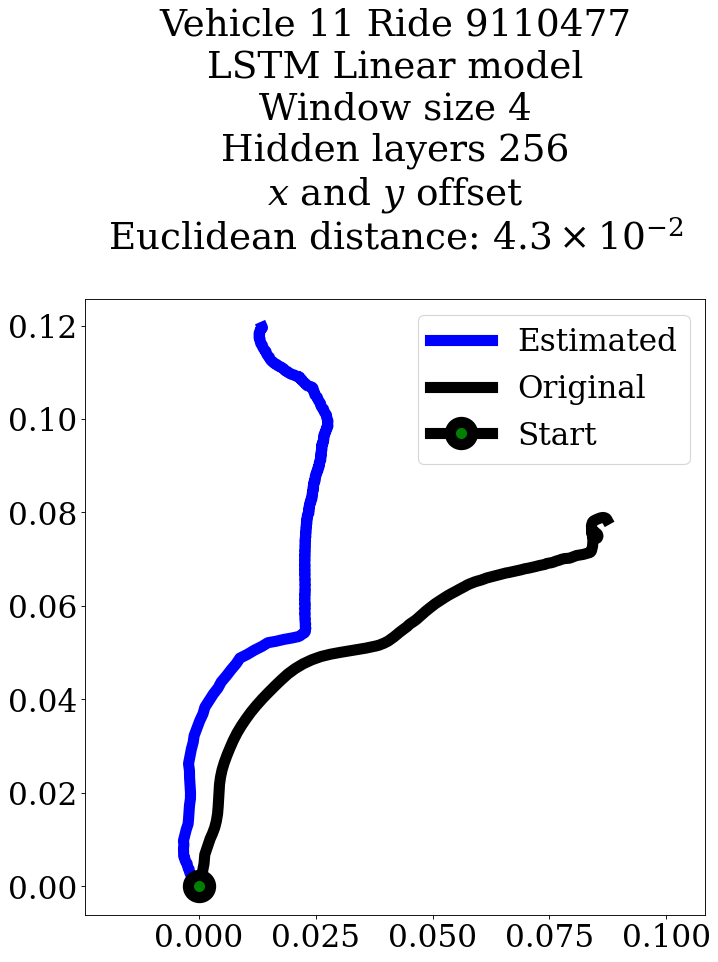 Vehicle 11 Ride 9110477
LSTM Linear model
Window size 4
Hidden layers 256
x and y offset
Euclidean distance: 4.3 × 10⁻²
0.12
0.10
0.08
0.06
0.04
0.02
0.00
Estimated
Original
Start
0.000 0.025 0.050 0.075 0.100